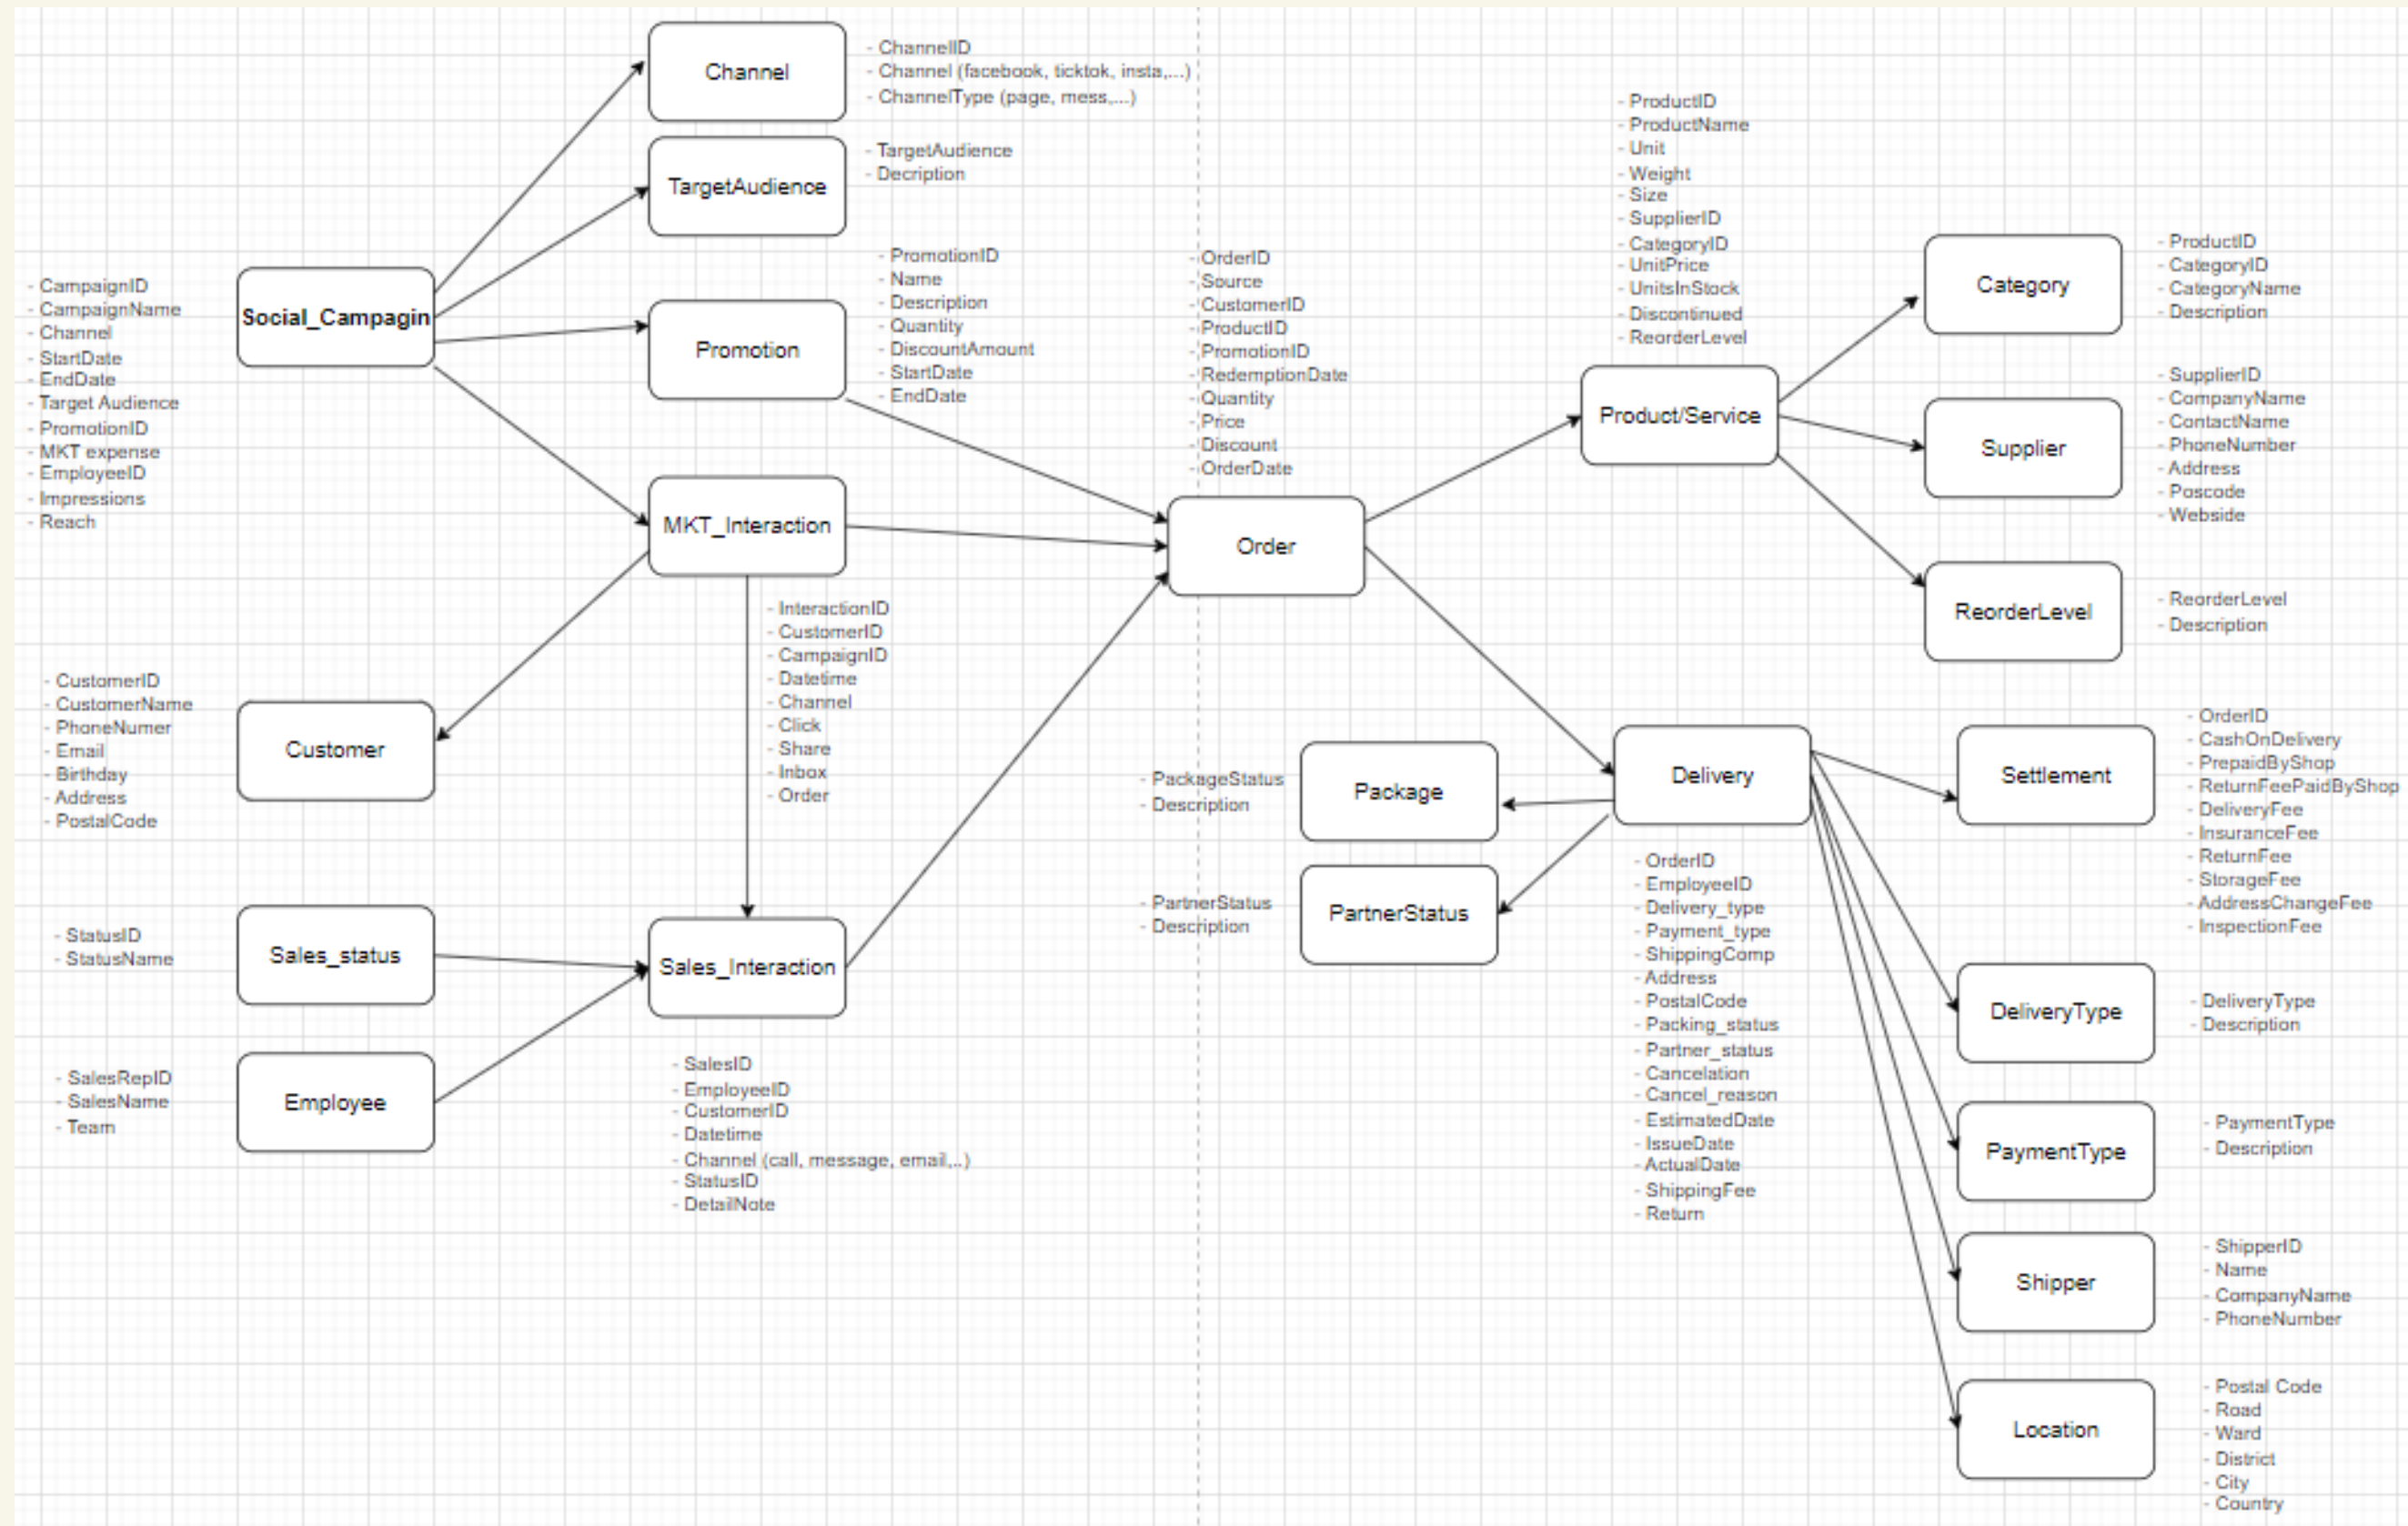 Channel
- ChannelID
- Channel (facebook, ticktok, insta,...)
- ChannelType (page, mess,...)
TargetAudience
- TargetAudience
- Decription
Social_Campagin
- CampaignID
- CampaignName
- Channel
- StartDate
- EndDate
- Target Audience
- PromotionID
- MKT expense
- EmployeeID
- Impressions
- Reach
Promotion
- PromotionID
- Name
- Description
- Quantity
- DiscountAmount
- StartDate
- EndDate
MKT_Interaction
- InteractionID
- CustomerID
- CampaignID
- Datetime
- Channel
- Click
- Share
- Inbox
- Order
Customer
- CustomerID
- CustomerName
- PhoneNumer
- Email
- Birthday
- Address
- PostalCode
Sales_status
- StatusID
- StatusName
Employee
- SalesRepID
- SalesName
- Team
Sales_Interaction
- SalesID
- EmployeeID
- CustomerID
- Datetime
- Channel (call, message, email,..)
- StatusID
- DetailNote
Order
- OrderID
- Source
- CustomerID
- ProductID
- PromotionID
- RedemptionDate
- Quantity
- Price
- Discount
- OrderDate
Product/Service
- ProductID
- ProductName
- Unit
- Weight
- Size
- SupplierID
- CategoryID
- UnitPrice
- UnitsInStock
- Discontinued
- ReorderLevel
Category
- ProductID
- CategoryID
- CategoryName
- Description
Supplier
- SupplierID
- CompanyName
- ContactName
- PhoneNumber
- Address
- Poscode
- Webside
ReorderLevel
- ReorderLevel
- Description
Package
- PackageStatus
- Description
PartnerStatus
- PartnerStatus
- Description
Delivery
- OrderID
- EmployeeID
- Delivery_type
- Payment_type
- ShippingComp
- Address
- PostalCode
- Packing_status
- Partner_status
- Cancelation
- Cancel_reason
- EstimatedDate
- IssueDate
- ActualDate
- ShippingFee
- Return
Settlement
- OrderID
- CashOnDelivery
- PrepaidByShop
- ReturnFeePaidByShop
- DeliveryFee
- InsuranceFee
- ReturnFee
- StorageFee
- AddressChangeFee
- InspectionFee
DeliveryType
- DeliveryType
- Description
PaymentType
- PaymentType
- Description
Shipper
- ShipperID
- Name
- CompanyName
- PhoneNumber
Location
- Postal Code
- Road
- Ward
- District
- City
- Country